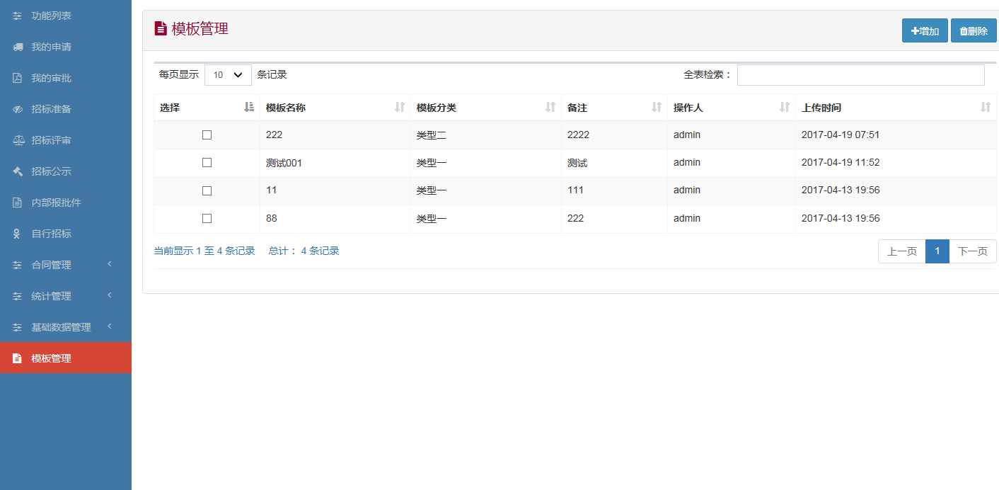 功能列表
我的申请
我的审批
招标准备
招标评审
招标公示
内部报批件
自行招标
合同管理
统计管理
基础数据管理
模板管理
模板管理
增加 删除
每页显示 10 条记录 全表检索：
选择 模板名称 模板分类 备注 操作人 上传时间
222 类型二 2222 admin 2017-04-19 07:51
测试001 类型一 测试 admin 2017-04-19 11:52
11 类型一 111 admin 2017-04-13 19:56
88 类型一 222 admin 2017-04-13 19:56
当前显示 1 至 4 条记录 总计： 4 条记录 上一页 1 下一页